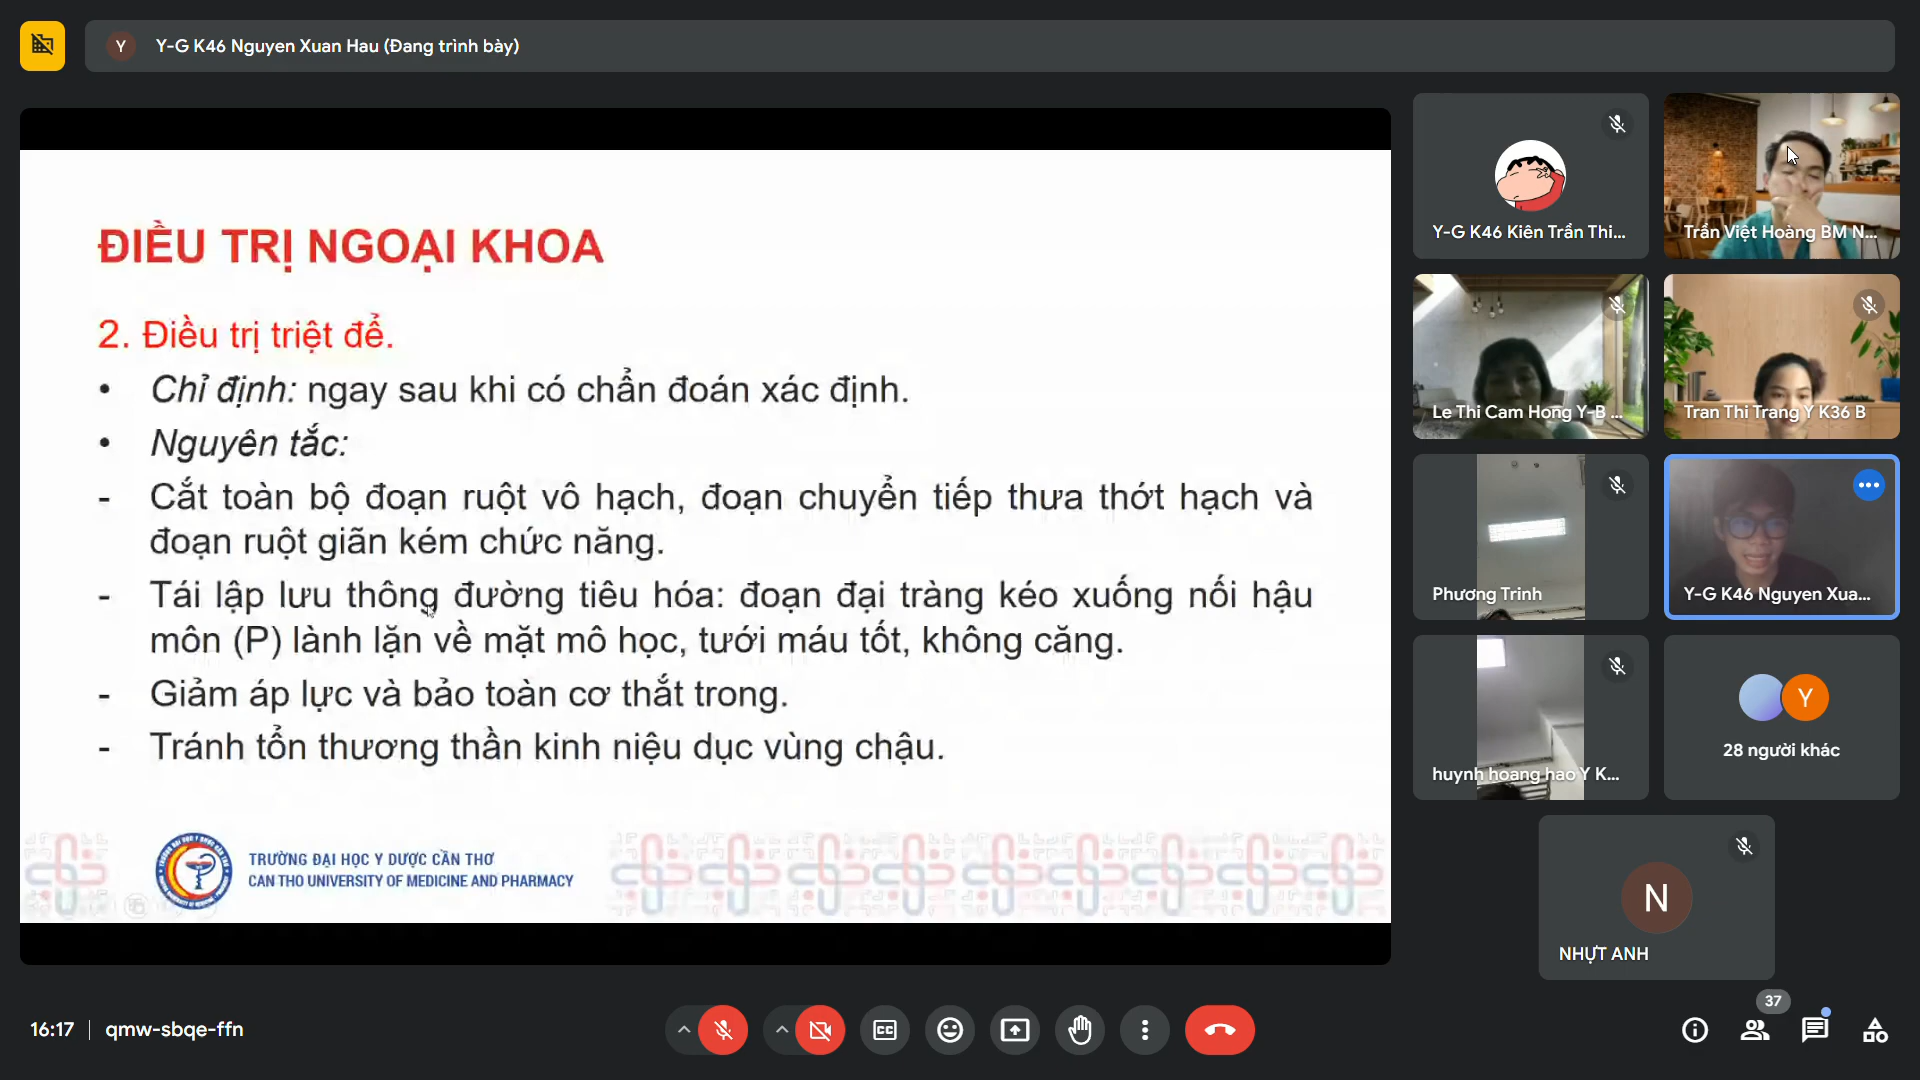 Y
Y-G K46 Nguyen Xuan Hau (Đang trình bày)
ĐIỀU TRỊ NGOẠI KHOA
2. Điều trị triệt để.
• Chỉ định: ngay sau khi có chẩn đoán xác định.
• Nguyên tắc:
- Cắt toàn bộ đoạn ruột vô hạch, đoạn chuyển tiếp thưa thớt hạch và
đoạn ruột giãn kém chức năng.
- Tái lập lưu thông đường tiêu hóa: đoạn đại tràng kéo xuống nối hậu
môn (P) lành lặn về mặt mô học, tưới máu tốt, không căng.
- Giảm áp lực và bảo toàn cơ thắt trong.
- Tránh tổn thương thần kinh niệu dục vùng chậu.
TRƯỜNG ĐẠI HỌC Y DƯỢC CẦN THƠ
CAN THO UNIVERSITY OF MEDICINE AND PHARMACY
Y-G K46 Kiên Trần Thi...
Trần Việt Hoàng BM N...
Le Thi Cam Hong Y-B ...
Tran Thi Trang Y K36 B
Phương Trinh
Y-G K46 Nguyen Xua...
huynh hoang hao Y K...
Y
28 người khác
N
NHỰT ANH
16:17 | qmw-sbqe-ffn
CC
37